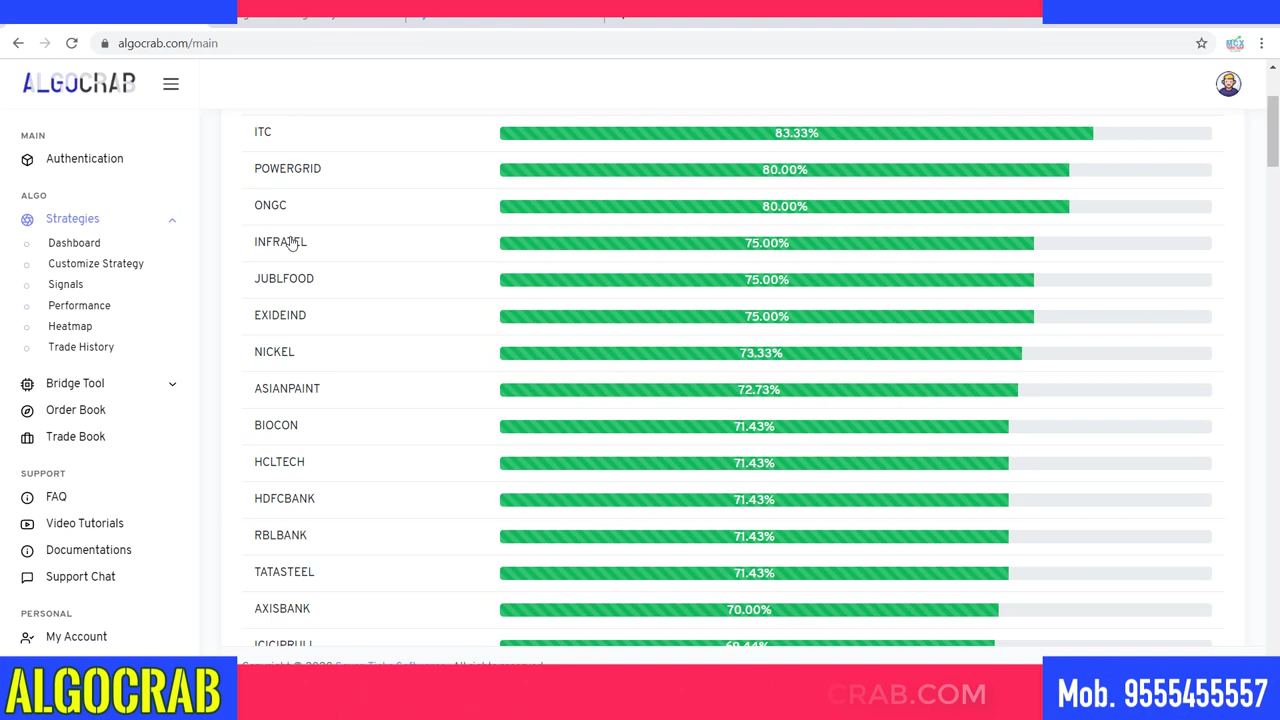 algocrab.com/main
ALGOCRAB
MAIN
Authentication
ALGO
Strategies
Dashboard
Customize Strategy
Signals
Performance
Heatmap
Trade History
Bridge Tool
Order Book
Trade Book
SUPPORT
FAQ
Video Tutorials
Documentations
Support Chat
PERSONAL
My Account
ITC 83.33%
POWERGRID 80.00%
ONGC 80.00%
INFRATEL 75.00%
JUBLFOOD 75.00%
EXIDEIND 75.00%
NICKEL 73.33%
ASIANPAINT 72.73%
BIOCON 71.43%
HCLTECH 71.43%
HDFCBANK 71.43%
RBLBANK 71.43%
TATASTEEL 71.43%
AXISBANK 70.00%
ICICIPRULI 69.44%
ALGOCRAB
CRAB.COM
Mob. 9555455557